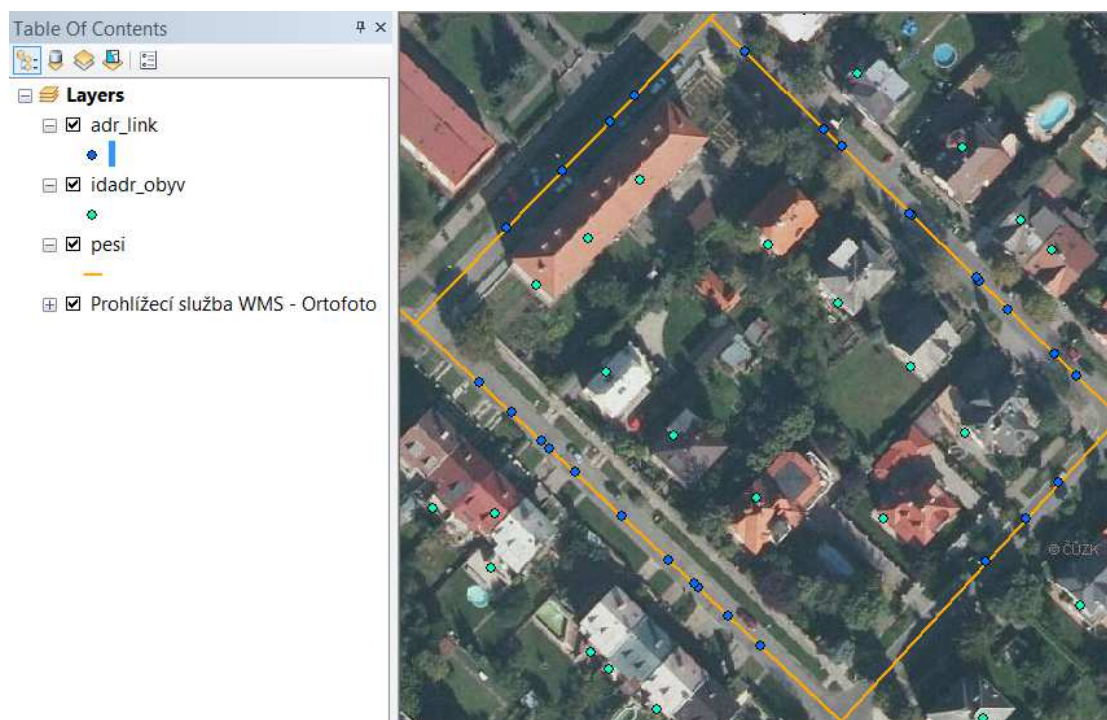 Table Of Contents
Layers
adr_link
idadr_obyv
pesi
Prohlížecí služba WMS - Ortofoto
© ČÚZK